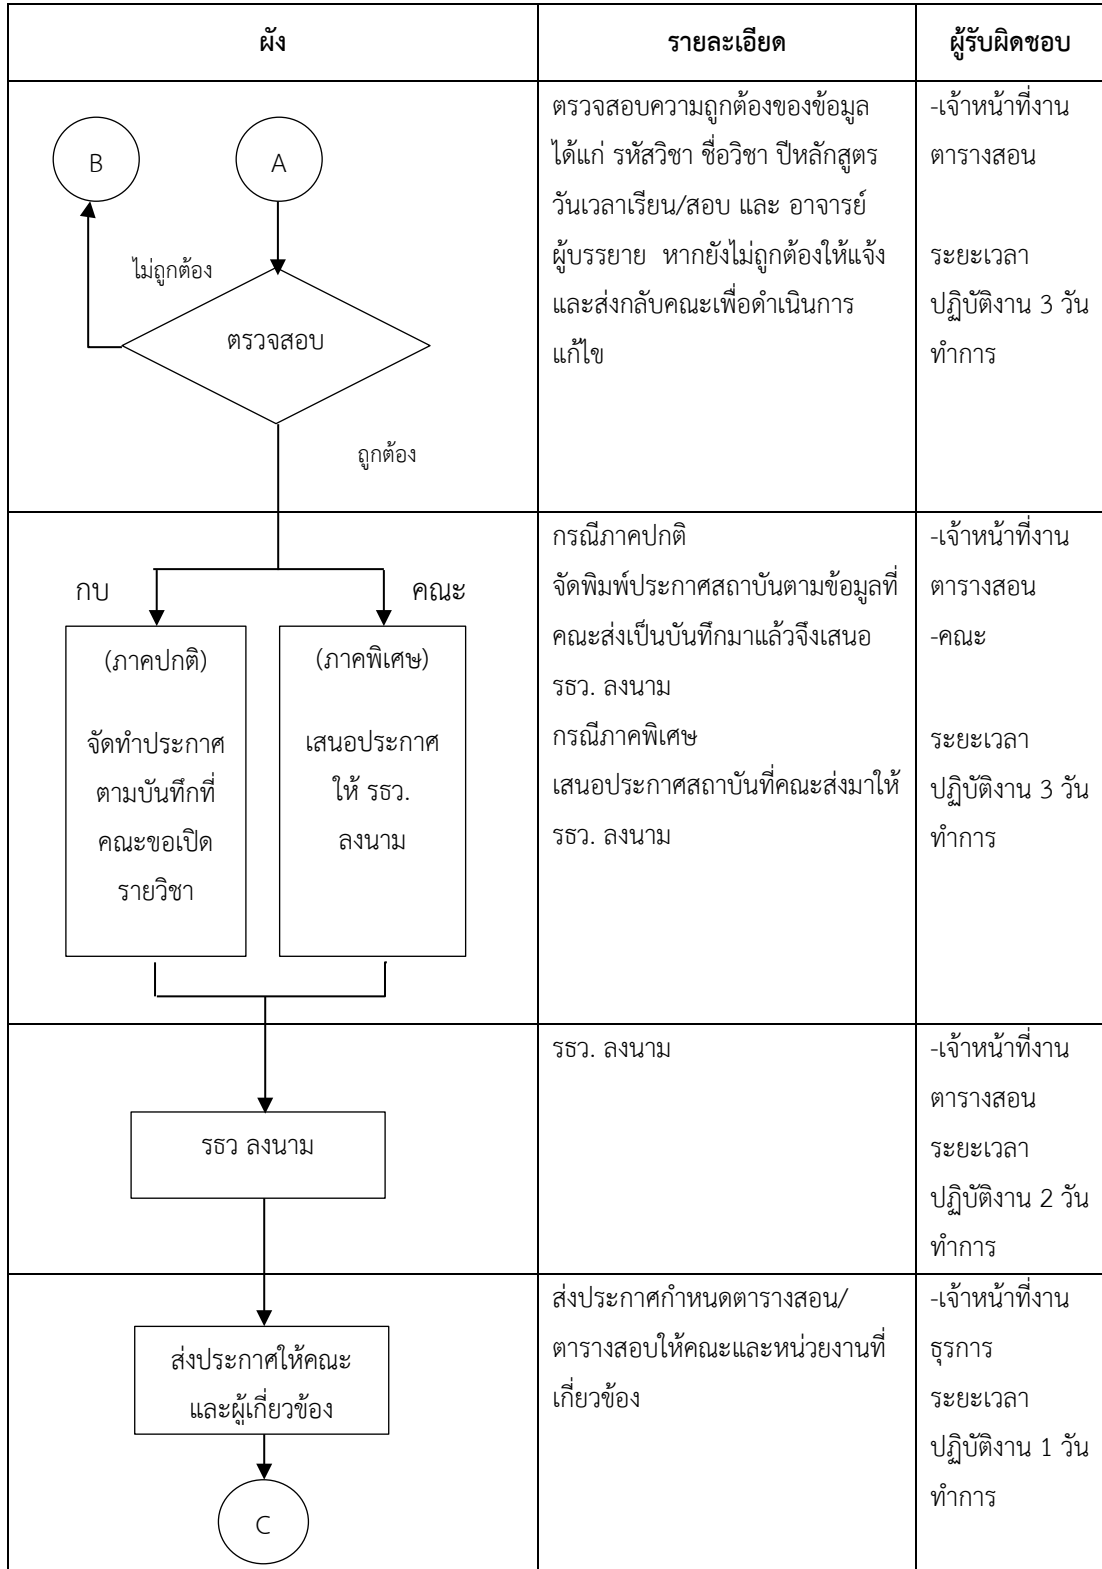 ผัง
รายละเอียด
ผู้รับผิดชอบ
B
A
ไม่ถูกต้อง
ตรวจสอบ
ถูกต้อง
ตรวจสอบความถูกต้องของข้อมูล
ได้แก่ รหัสวิชา ชื่อวิชา ปีหลักสูตร
วันเวลาเรียน/สอบ และ อาจารย์
ผู้บรรยาย หากยังไม่ถูกต้องให้แจ้ง
และส่งกลับคณะเพื่อดำเนินการ
แก้ไข
-เจ้าหน้าที่งาน
ตารางสอน
ระยะเวลา
ปฏิบัติงาน 3 วัน
ทำการ
กบ
คณะ
(ภาคปกติ)
จัดทำประกาศ
ตามบันทึกที่
คณะขอเปิด
รายวิชา
(ภาคพิเศษ)
เสนอประกาศ
ให้ รธว.
ลงนาม
กรณีภาคปกติ
จัดพิมพ์ประกาศสถาบันตามข้อมูลที่
คณะส่งเป็นบันทึกมาแล้วจึงเสนอ
รธว. ลงนาม
กรณีภาคพิเศษ
เสนอประกาศสถาบันที่คณะส่งมาให้
รธว. ลงนาม
-เจ้าหน้าที่งาน
ตารางสอน
-คณะ
ระยะเวลา
ปฏิบัติงาน 3 วัน
ทำการ
รธว ลงนาม
รธว. ลงนาม
-เจ้าหน้าที่งาน
ตารางสอน
ระยะเวลา
ปฏิบัติงาน 2 วัน
ทำการ
ส่งประกาศให้คณะ
และผู้เกี่ยวข้อง
C
ส่งประกาศกำหนดตารางสอน/
ตารางสอบให้คณะและหน่วยงานที่
เกี่ยวข้อง
-เจ้าหน้าที่งาน
ธุรการ
ระยะเวลา
ปฏิบัติงาน 1 วัน
ทำการ